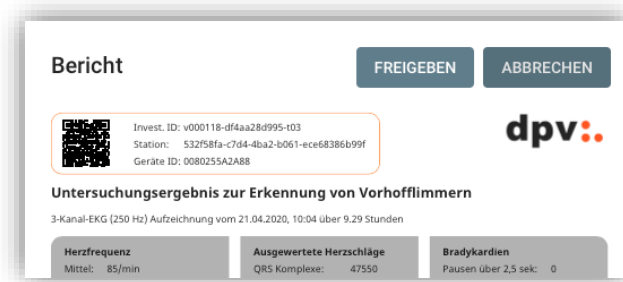 Bericht
FREIGEBEN
ABBRECHEN
Invest. ID: v000118-df4aa28d995-t03
Station: 532f58fa-c7d4-4ba2-b061-ece68386b99f
Geräte ID: 0080255A2A88
dpv:.
Untersuchungsergebnis zur Erkennung von Vorhofflimmern
3-Kanal-EKG (250 Hz) Aufzeichnung vom 21.04.2020, 10:04 über 9.29 Stunden
Herzfrequenz
Mittel: 85/min
Ausgewertete Herzschläge
QRS Komplexe: 47550
Bradykardien
Pausen über 2,5 sek: 0